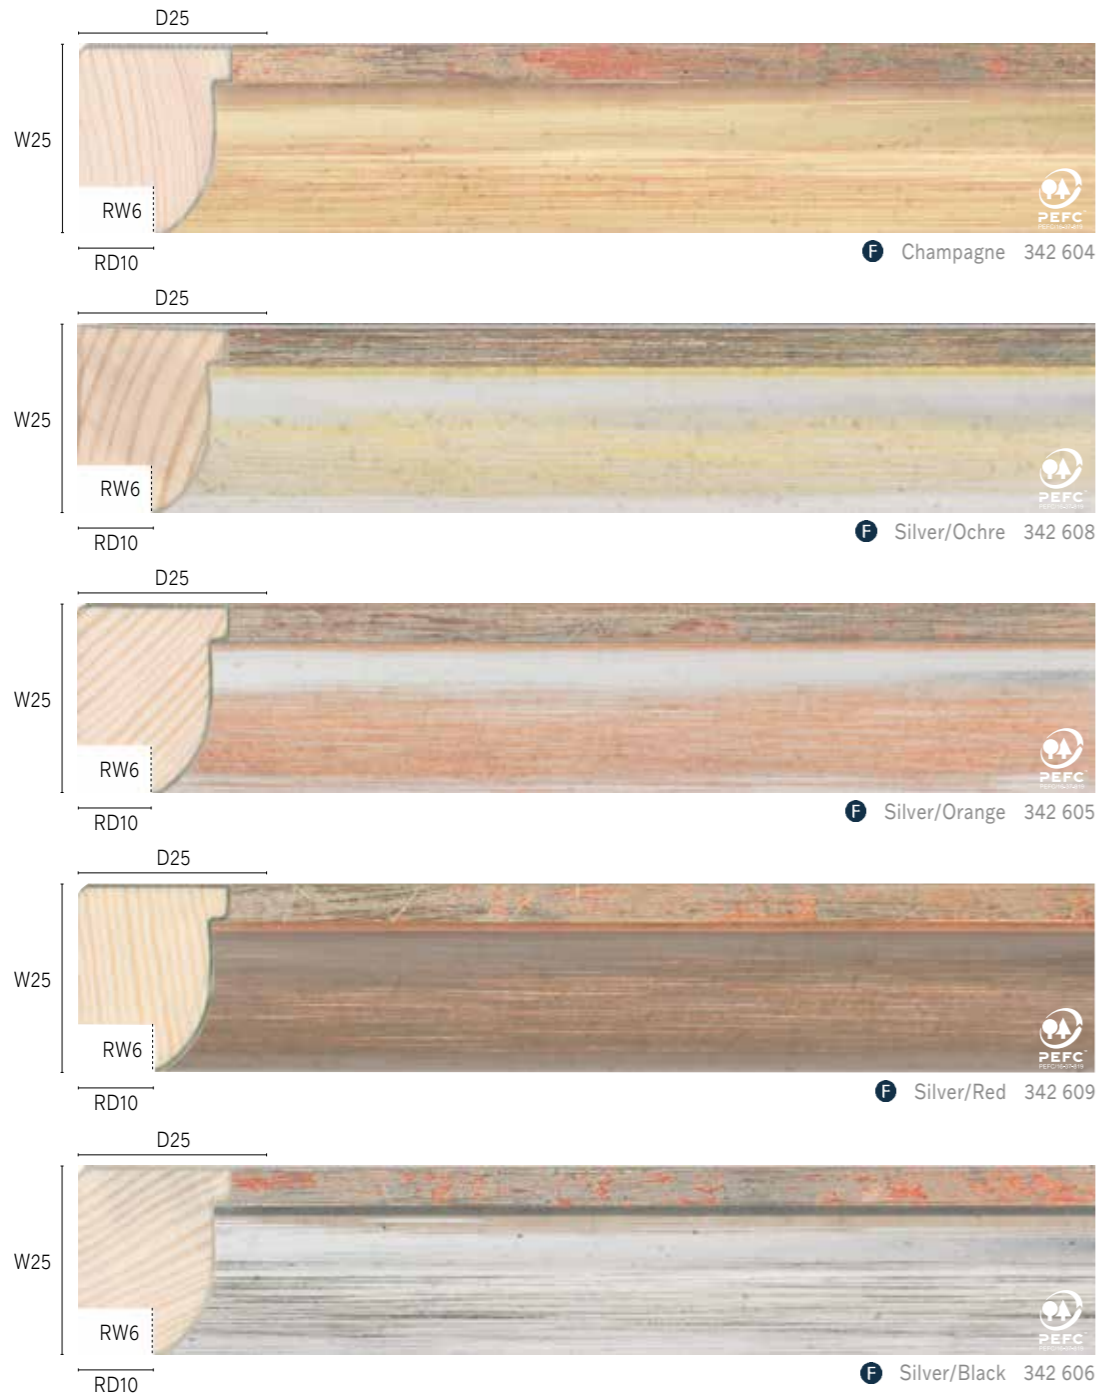 D25
W25
RW6
PEFC
RD10
F Champagne 342 604
D25
W25
RW6
PEFC
RD10
F Silver/Ochre 342 608
D25
W25
RW6
PEFC
RD10
F Silver/Orange 342 605
D25
W25
RW6
PEFC
RD10
F Silver/Red 342 609
D25
W25
RW6
PEFC
RD10
F Silver/Black 342 606